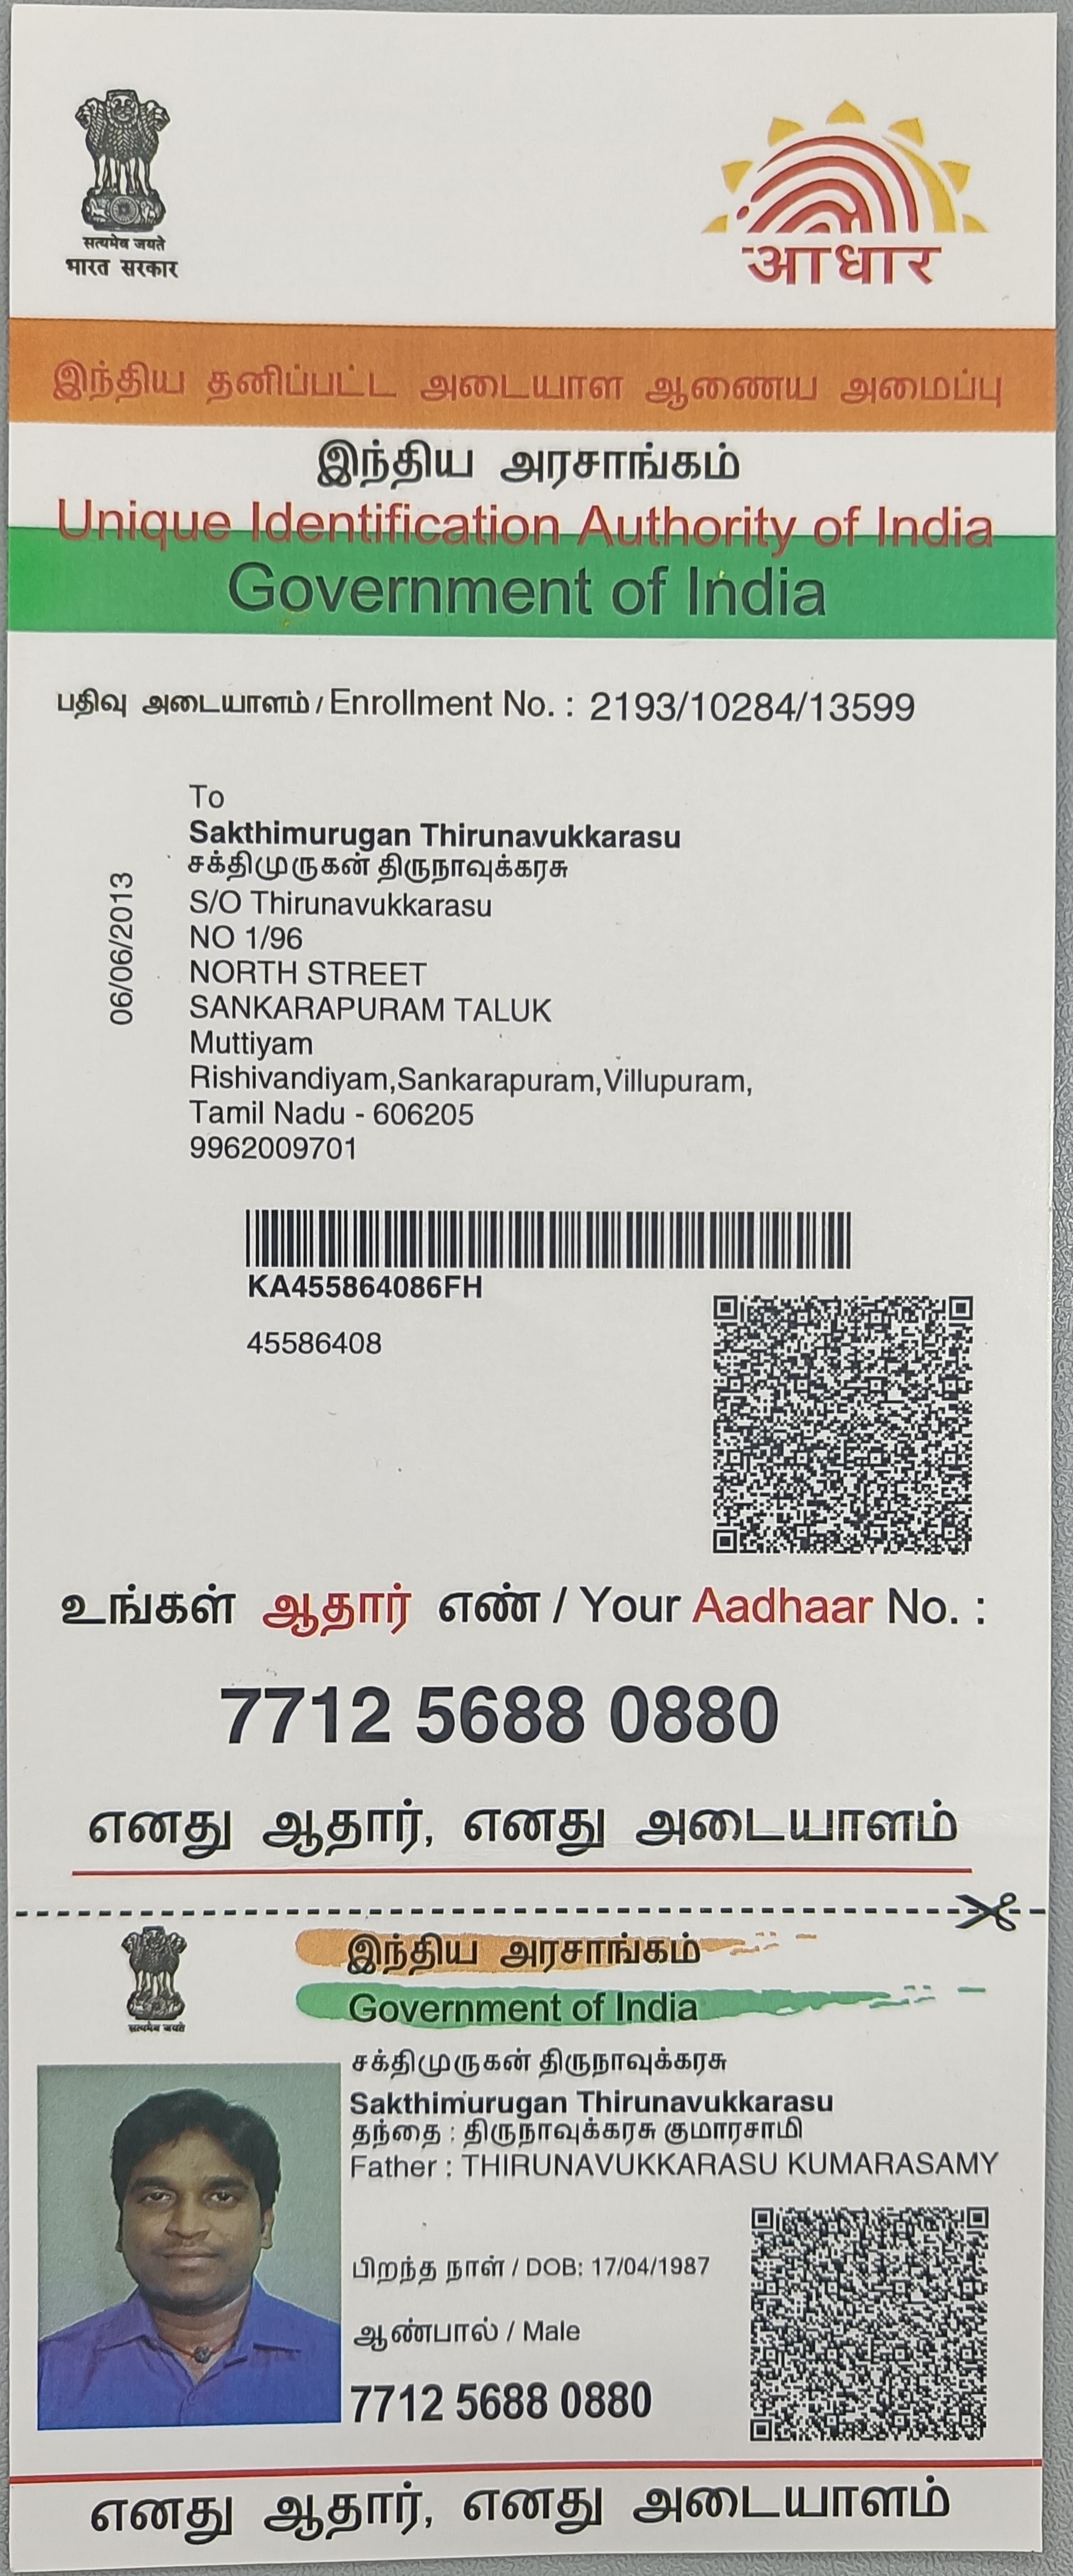 सत्यमेव जयते
भारत सरकार
आधार
இந்திய தனிப்பட்ட அடையாள ஆணைய அமைப்பு
இந்திய அரசாங்கம்
Unique Identification Authority of India
Government of India
பதிவு அடையாளம் / Enrollment No. : 2193/10284/13599
06/06/2013
To
Sakthimurugan Thirunavukkarasu
சக்திமுருகன் திருநாவுக்கரசு
S/O Thirunavukkarasu
NO 1/96
NORTH STREET
SANKARAPURAM TALUK
Muttiyam
Rishivandiyam,Sankarapuram,Villupuram,
Tamil Nadu - 606205
9962009701
KA455864086FH
45586408
உங்கள் ஆதார் எண் / Your Aadhaar No. :
7712 5688 0880
எனது ஆதார், எனது அடையாளம்
सत्यमेव जयते
இந்திய அரசாங்கம்
Government of India
சக்திமுருகன் திருநாவுக்கரசு
Sakthimurugan Thirunavukkarasu
தந்தை : திருநாவுக்கரசு குமாரசாமி
Father : THIRUNAVUKKARASU KUMARASAMY
பிறந்த நாள் / DOB: 17/04/1987
ஆண்பால் / Male
7712 5688 0880
எனது ஆதார், எனது அடையாளம்